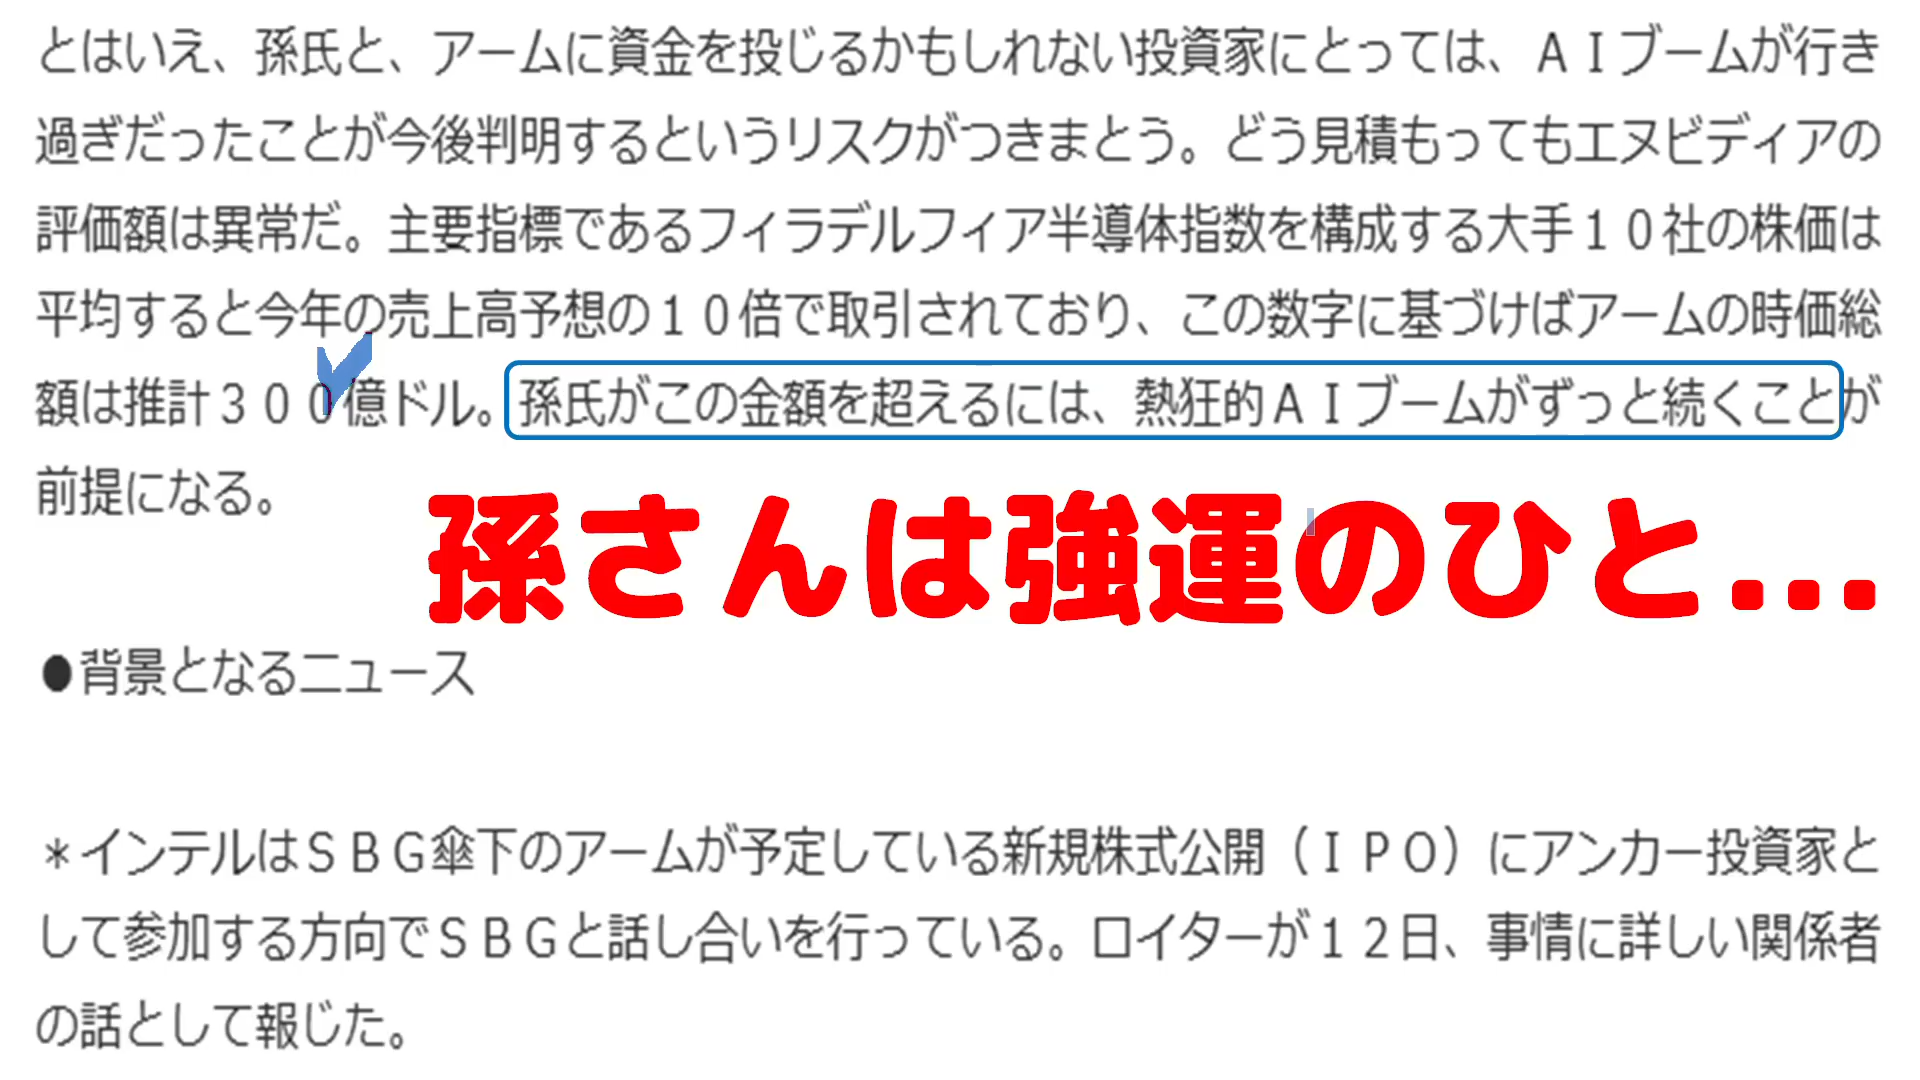 とはいえ、孫氏と、アームに資金を投じるかもしれない投資家にとっては、ＡＩブームが行き
過ぎだったことが今後判明するというリスクがつきまとう。どう見積もってもエヌビディアの
評価額は異常だ。主要指標であるフィラデルフィア半導体指数を構成する大手１０社の株価は
平均すると今年の売上高予想の１０倍で取引されており、この数字に基づけばアームの時価総
額は推計３００億ドル。孫氏がこの金額を超えるには、熱狂的ＡＩブームがずっと続くことが
前提になる。
孫さんは強運のひと…
●背景となるニュース
＊インテルはＳＢＧ傘下のアームが予定している新規株式公開（ＩＰＯ）にアンカー投資家と
して参加する方向でＳＢＧと話し合いを行っている。ロイターが１２日、事情に詳しい関係者
の話として報じた。